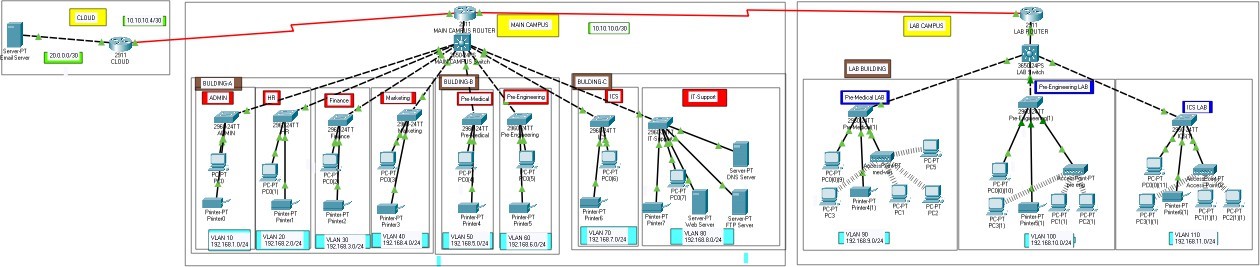 CLOUD
10.10.10.4/30
Server-PT
Email Server
20.0.0.0/30
2911
CLOUD
2911
MAIN CAMPUS ROUTER
MAIN CAMPUS
10.10.10.0/30
3650-24PS
MAIN CAMPUS Switch
BULDING-A
ADMIN
HR
Finance
Marketing
BUILDING-B
Pre-Medical
Pre-Engineering
BULDING-C
ICS
IT-Support
2960-24TT
ADMIN
2960-24TT
HR
2960-24TT
Finance
2960-24TT
Marketing
2960-24TT
Pre-Medical
2960-24TT
Pre Engineering
2960-24TT
ICS
IT-Support
PC-PT
PC0
PC-PT
PC0(1)
PC-PT
PC0(2)
PC-PT
PC0(3)
PC-PT
PC0(4)
PC-PT
PC0(5)
PC-PT
PC0(6)
PC-PT
PC0(7)
Server-PT
DNS Server
Printer-PT
Printer0
Printer-PT
Printer1
Printer-PT
Printer2
Printer-PT
Printer3
Printer-PT
Printer4
Printer-PT
Printer5
Printer-PT
Printer6
Printer-PT
Printer7
Server-PT
Web Server
Server-PT
FTP Server
VLAN 10
192.168.1.0/24
VLAN 20
192.168.2.0/24
VLAN 30
192.168.3.0/24
VLAN 40
192.168.4.0/24
VLAN 50
192.168.5.0/24
VLAN 60
192.168.6.0/24
VLAN 70
192.168.7.0/24
VLAN 80
192.168.8.0/24
2911
LAB ROUTER
LAB CAMPUS
3650-24PS
LAB Switch
LAB BUILDING
Pre-Medical LAB
Pre-Engineering LAB
ICS LAB
2960-24TT
Pre-Medical(1)
2960-24TT
Pre-Engineering(1)
2960-24TT
PC-PT
PC0(0)(9)
AccessPoint-PT
PC-PT
PC5
PC-PT
PC3
Printer-PT
Printer4(1)
PC-PT
PC1
PC-PT
PC2
PC-PT
PC0(0)(10)
AccessPoint-PT
PC-PT
PC3(1)
Printer-PT
Printer5(1)
PC-PT
PC1(1)
PC-PT
PC2(1)
PC-PT
PC0(0)(11)
AccessPoint-PT
PC-PT
PC3(1)(1)
Printer-PT
Printer6(1)
PC-PT
PC1(1)(1)
PC-PT
PC2(1)(1)
VLAN 90
192.168.9.0/24
VLAN 100
192.168.10.0/24
VLAN 110
192.168.11.0/24